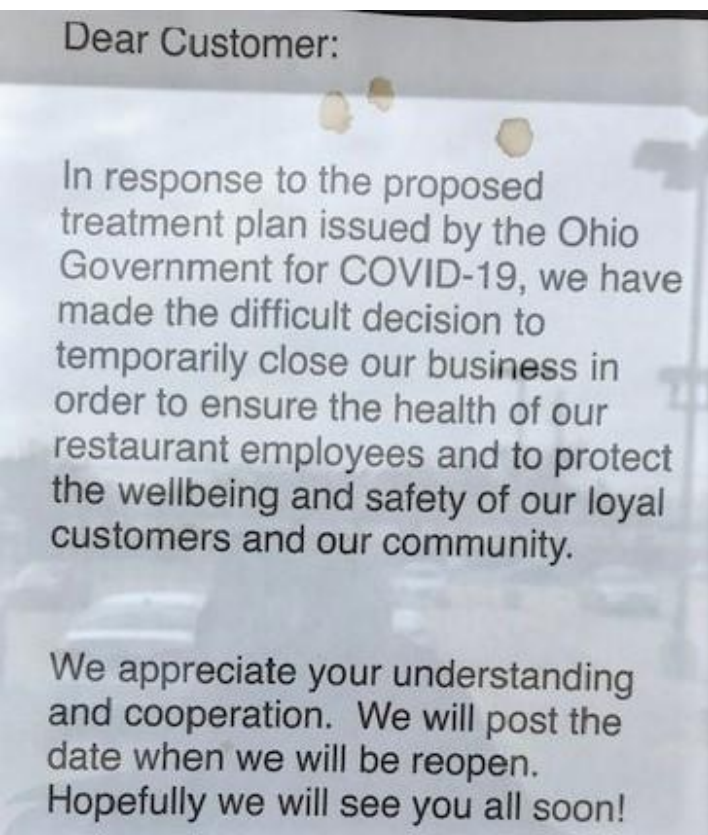 Dear Customer:
In response to the proposed
treatment plan issued by the Ohio
Government for COVID-19, we have
made the difficult decision to
temporarily close our business in
order to ensure the health of our
restaurant employees and to protect
the wellbeing and safety of our loyal
customers and our community.
We appreciate your understanding
and cooperation.  We will post the
date when we will be reopen.
Hopefully we will see you all soon!